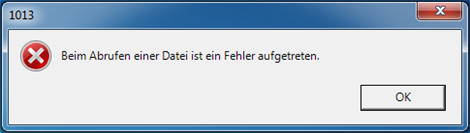 1013
Beim Abrufen einer Datei ist ein Fehler aufgetreten.
OK